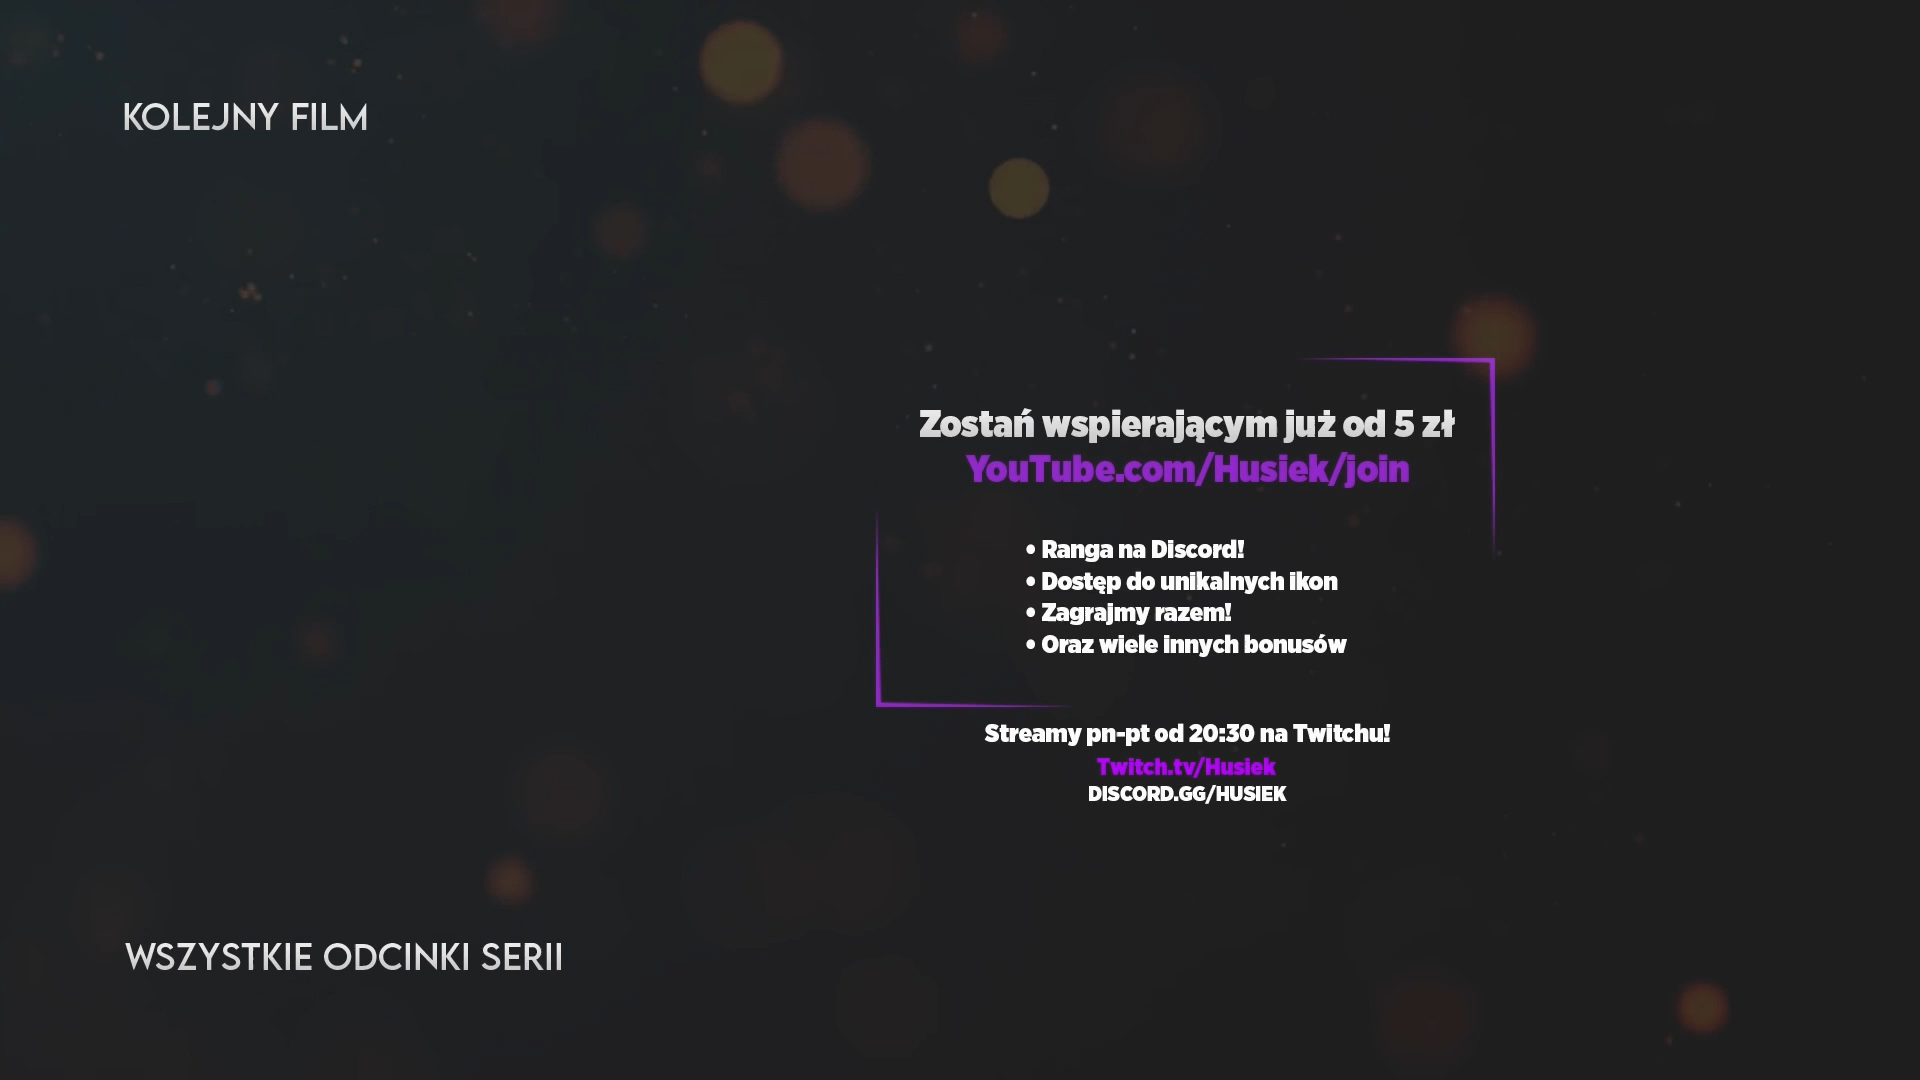 KOLEJNY FILM
Zostań wspierającym już od 5 zł
YouTube.com/Husiek/join
• Ranga na Discord!
• Dostęp do unikalnych ikon
• Zagrajmy razem!
• Oraz wiele innych bonusów
Streamy pn-pt od 20:30 na Twitchu!
Twitch.tv/Husiek
DISCORD.GG/HUSIEK
WSZYSTKIE ODCINKI SERII